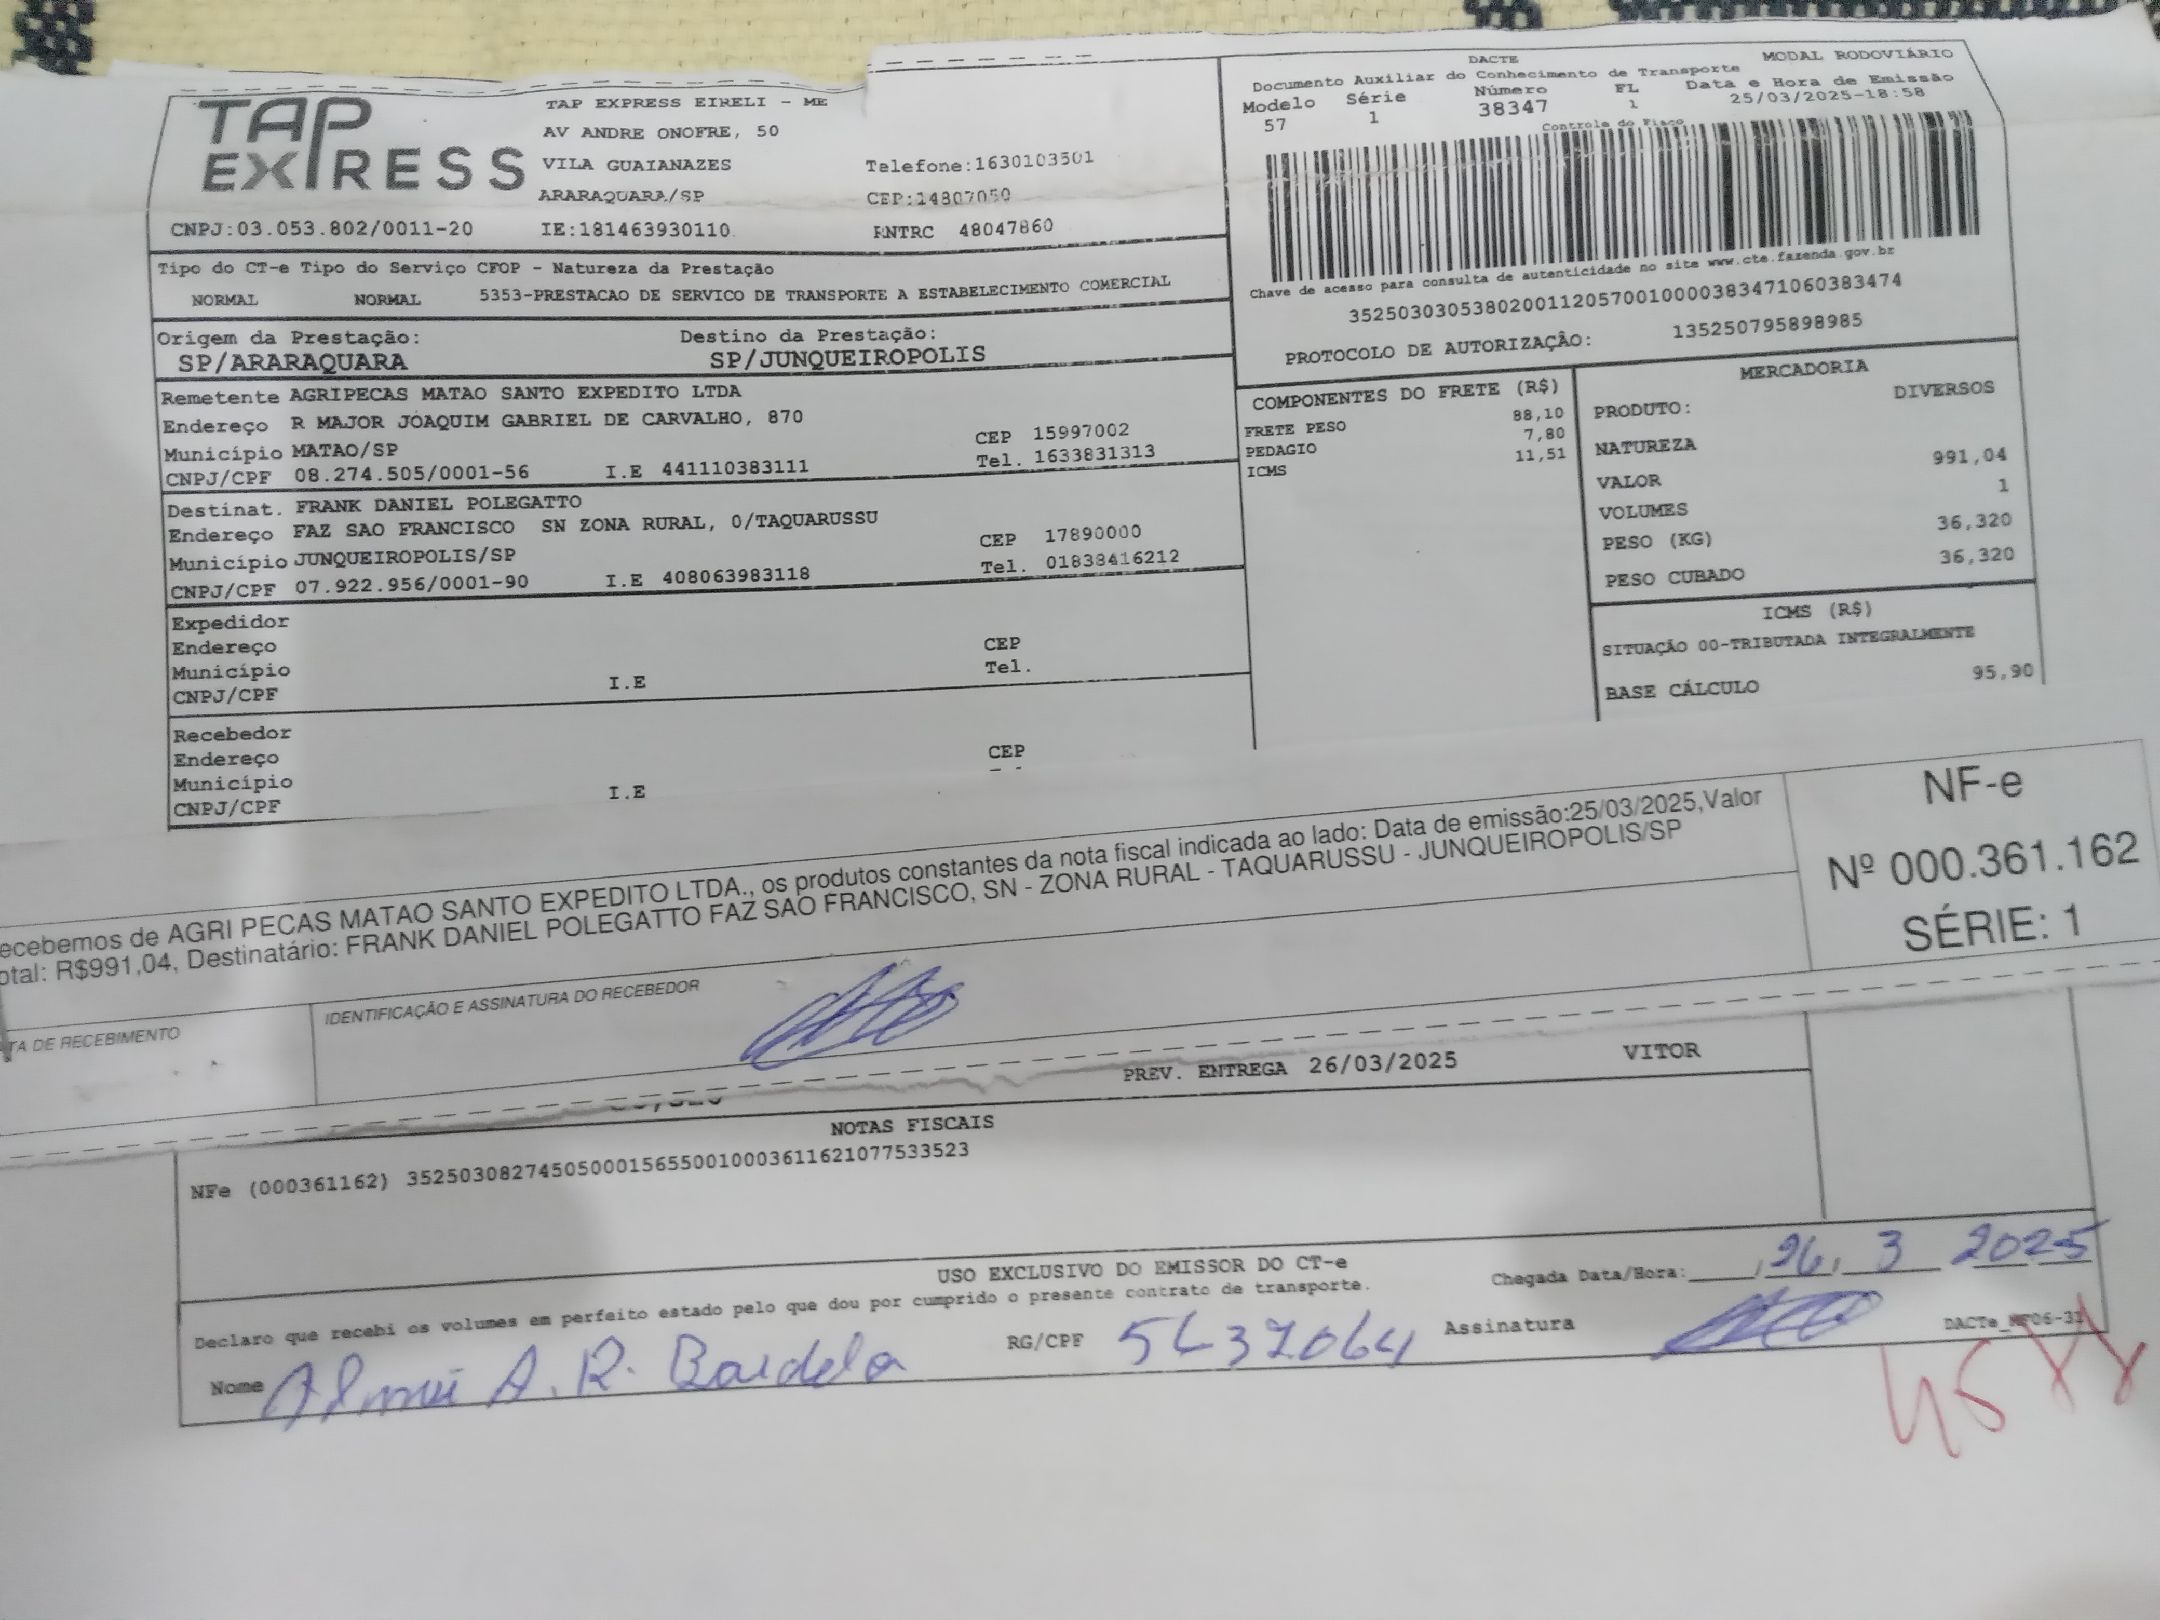 TAP
EXPRESS
TAP EXPRESS EIRELI - ME
AV ANDRE ONOFRE, 50
VILA GUAIANAZES
Telefone:1630103501
ARARAQUARA/SP
CEP:14807050
CNPJ:03.053.802/0011-20 IE:181463930110 RNTRC 48047860
DACTE MODAL RODOVIÁRIO
Documento Auxiliar do Conhecimento de Transporte
Modelo Série Número FL Data e Hora de Emissão
57 1 38347 1 25/03/2025-18:58
Controle do Fisco
Chave de acesso para consulta de autenticidade no site www.cte.fazenda.gov.br
35250303053802001120570010000383471060383474
PROTOCOLO DE AUTORIZAÇÃO: 135250795898985
Tipo do CT-e Tipo do Serviço CFOP - Natureza da Prestação
NORMAL NORMAL 5353-PRESTACAO DE SERVICO DE TRANSPORTE A ESTABELECIMENTO COMERCIAL
Origem da Prestação: Destino da Prestação:
SP/ARARAQUARA SP/JUNQUEIROPOLIS
Remetente AGRIPECAS MATAO SANTO EXPEDITO LTDA
Endereço R MAJOR JOAQUIM GABRIEL DE CARVALHO, 870
Município MATAO/SP CEP 15997002
CNPJ/CPF 08.274.505/0001-56 I.E 441110383111 Tel. 1633831313
Destinat. FRANK DANIEL POLEGATTO
Endereço FAZ SAO FRANCISCO SN ZONA RURAL, 0/TAQUARUSSU
Município JUNQUEIROPOLIS/SP CEP 17890000
CNPJ/CPF 07.922.956/0001-90 I.E 408063983118 Tel. 01838416212
Expedidor
Endereço CEP
Município Tel.
CNPJ/CPF I.E
Recebedor
Endereço CEP
Município
CNPJ/CPF I.E
COMPONENTES DO FRETE (R$)
FRETE PESO 88,10
PEDAGIO 7,80
ICMS 11,51
MERCADORIA
PRODUTO: DIVERSOS
NATUREZA
VALOR 991,04
VOLUMES 1
PESO (KG) 36,320
PESO CUBADO 36,320
ICMS (R$)
SITUAÇÃO 00-TRIBUTADA INTEGRALMENTE
BASE CÁLCULO 95,90
ecebemos de AGRI PECAS MATAO SANTO EXPEDITO LTDA., os produtos constantes da nota fiscal indicada ao lado: Data de emissão:25/03/2025,Valor
otal: R$991,04, Destinatário: FRANK DANIEL POLEGATTO FAZ SAO FRANCISCO, SN - ZONA RURAL - TAQUARUSSU - JUNQUEIROPOLIS/SP
NF-e
Nº 000.361.162
SÉRIE: 1
TA DE RECEBIMENTO
IDENTIFICAÇÃO E ASSINATURA DO RECEBEDOR
PREV. ENTREGA 26/03/2025 VITOR
NOTAS FISCAIS
NFe (000361162) 35250308274505000156550010003611621077533523
USO EXCLUSIVO DO EMISSOR DO CT-e
Declaro que recebi os volumes em perfeito estado pelo que dou por cumprido o presente contrato de transporte.
Chegada Data/Hora: 26, 3 2025
Nome A. R. RG/CPF 5437064 Assinatura